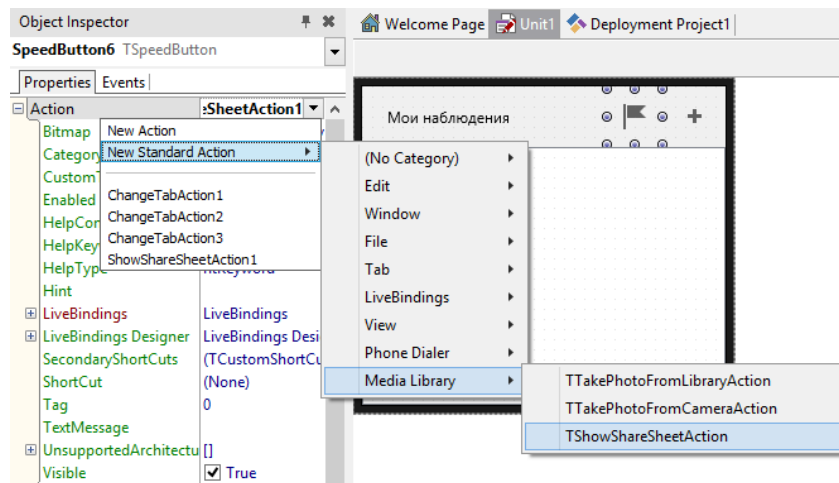 Object Inspector
SpeedButton6 TSpeedButton
Properties Events
Action :SheetAction1
Bitmap
Category
Enabled
HelpType
Hint
LiveBindings LiveBindings
LiveBindings Designer LiveBindings Desi
SecondaryShortCuts (TCustomShortCu
ShortCut (None)
Tag 0
TextMessage
UnsupportedArchitectu []
Visible True
New Action
New Standard Action
ChangeTabAction1
ChangeTabAction2
ChangeTabAction3
ShowShareSheetAction1
(No Category)
Edit
Window
File
Tab
LiveBindings
View
Phone Dialer
Media Library
TTakePhotoFromLibraryAction
TTakePhotoFromCameraAction
TShowShareSheetAction
Welcome Page Unit1 Deployment Project1
Мои наблюдения